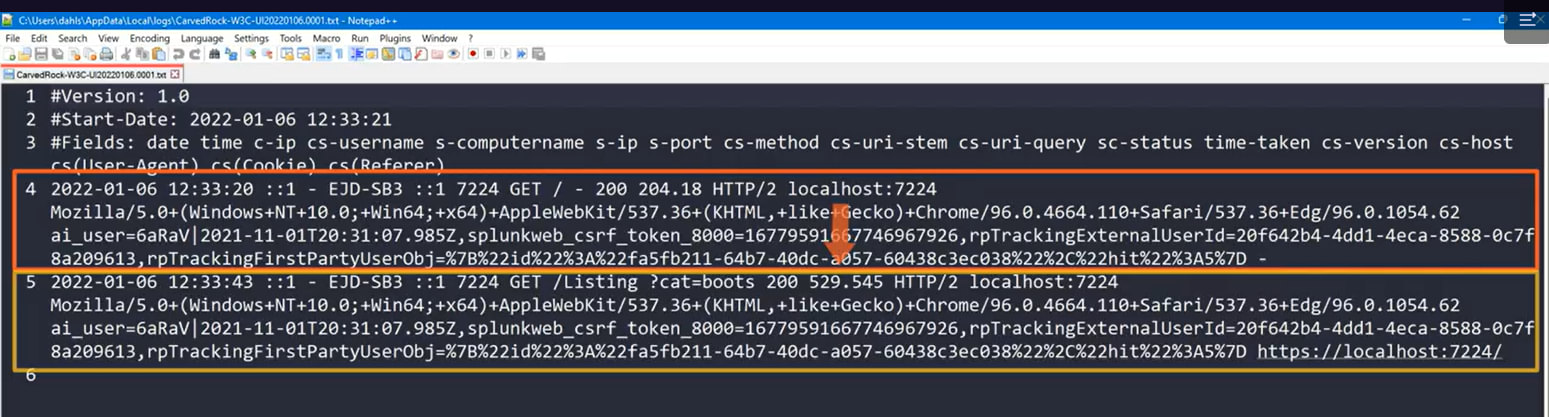 C:\Users\dahls\AppData\Local\logs\CarvedRock-W3C-UI20220106.0001.txt - Notepad++
File Edit Search View Encoding Language Settings Tools Macro Run Plugins Window ?
CarvedRock-W3C-UI20220106.0001.txt
1 #Version: 1.0
2 #Start-Date: 2022-01-06 12:33:21
3 #Fields: date time c-ip cs-username s-computername s-ip s-port cs-method cs-uri-stem cs-uri-query sc-status time-taken cs-version cs-host
cs(User-Agent) cs(Cookie) cs(Referer)
4 2022-01-06 12:33:20 ::1 - EJD-SB3 ::1 7224 GET / - 200 204.18 HTTP/2 localhost:7224
Mozilla/5.0+(Windows+NT+10.0;+Win64;+x64)+AppleWebKit/537.36+(KHTML,+like+Gecko)+Chrome/96.0.4664.110+Safari/537.36+Edg/96.0.1054.62
ai_user=6aRaV|2021-11-01T20:31:07.985Z,splunkweb_csrf_token_8000=16779591667746967926,rpTrackingExternalUserId=20f642b4-4dd1-4eca-8588-0c7f
8a209613,rpTrackingFirstPartyUserObj=%7B%22id%22%3A%22fa5fb211-64b7-40dc-a057-60438c3ec038%22%2C%22hit%22%3A5%7D -
5 2022-01-06 12:33:43 ::1 - EJD-SB3 ::1 7224 GET /Listing ?cat=boots 200 529.545 HTTP/2 localhost:7224
Mozilla/5.0+(Windows+NT+10.0;+Win64;+x64)+AppleWebKit/537.36+(KHTML,+like+Gecko)+Chrome/96.0.4664.110+Safari/537.36+Edg/96.0.1054.62
ai_user=6aRaV|2021-11-01T20:31:07.985Z,splunkweb_csrf_token_8000=16779591667746967926,rpTrackingExternalUserId=20f642b4-4dd1-4eca-8588-0c7f
8a209613,rpTrackingFirstPartyUserObj=%7B%22id%22%3A%22fa5fb211-64b7-40dc-a057-60438c3ec038%22%2C%22hit%22%3A5%7D https://localhost:7224/
6